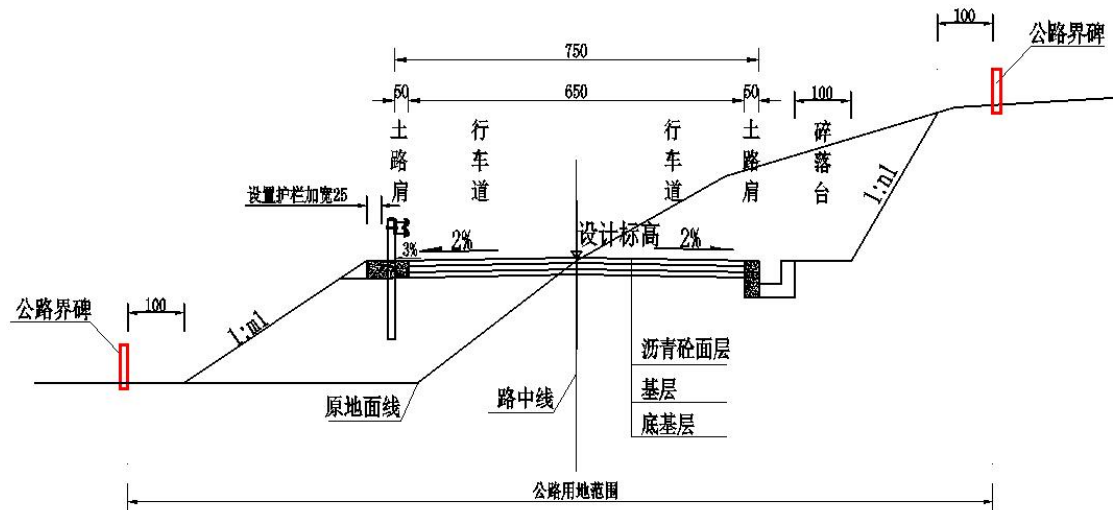 100
公路界碑
750
50
650
50
100
土路肩
行车道
行车道
土路肩
碎落台
1:n1
设置护栏加宽25
3%
2%
设计标高
2%
公路界碑
100
1:m1
原地面线
路中线
沥青砼面层
基层
底基层
公路用地范围